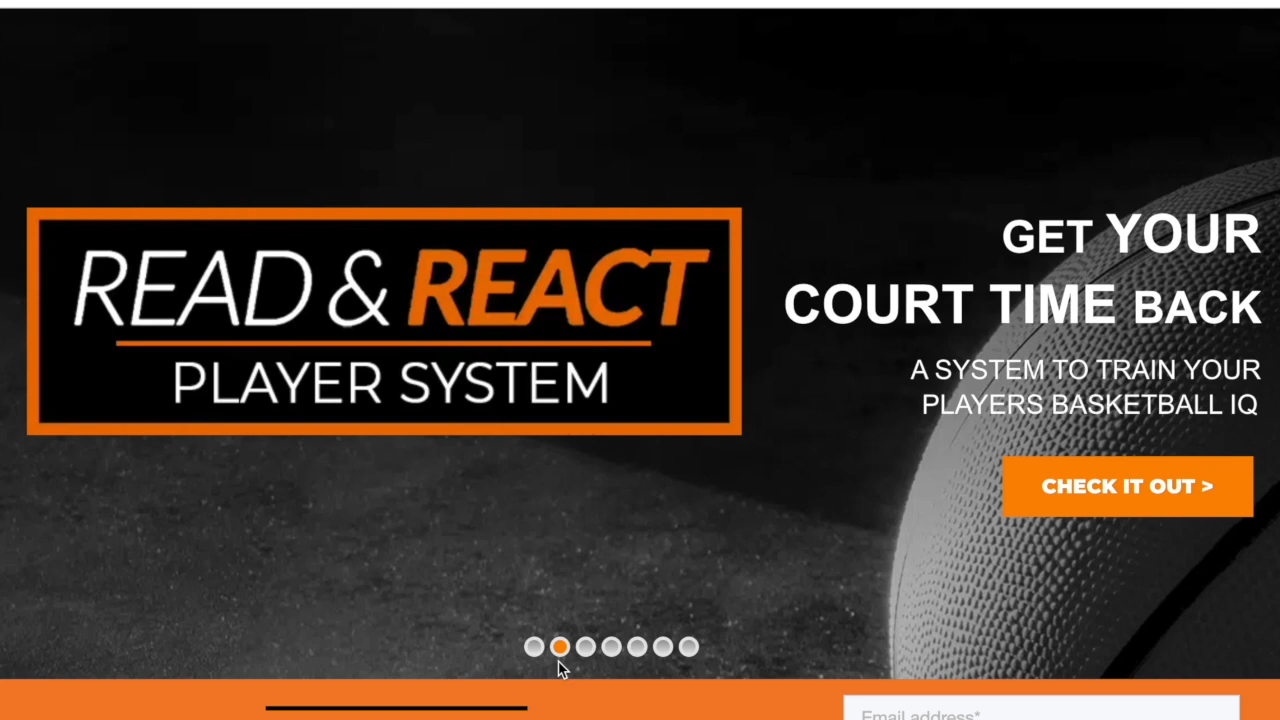 READ & REACT
PLAYER SYSTEM
GET YOUR
COURT TIME BACK
A SYSTEM TO TRAIN YOUR
PLAYERS BASKETBALL IQ
CHECK IT OUT >
Email address*